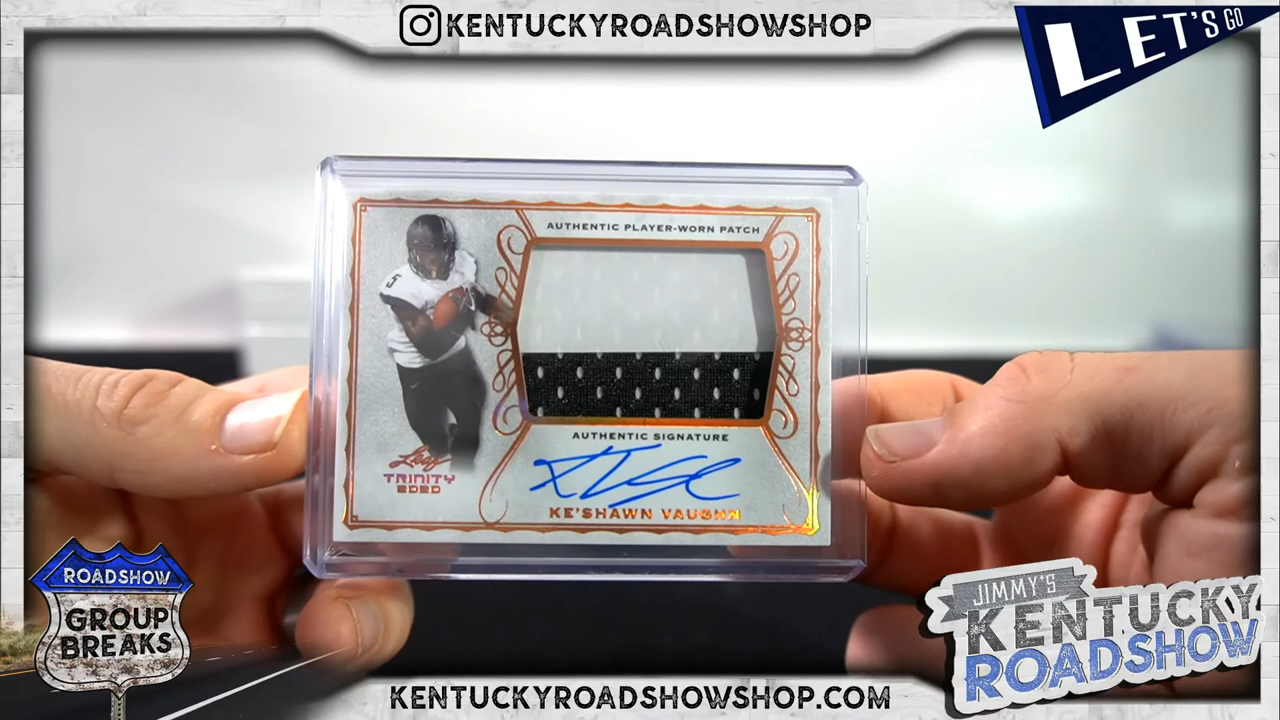 KENTUCKYROADSHOWSHOP
LET'S GO
AUTHENTIC PLAYER-WORN PATCH
5
AUTHENTIC SIGNATURE
Leaf
TRINITY
2020
KE'SHAWN VAUGHN
ROADSHOW
GROUP
BREAKS
JIMMY'S
KENTUCKY
ROADSHOW
KENTUCKYROADSHOWSHOP.COM